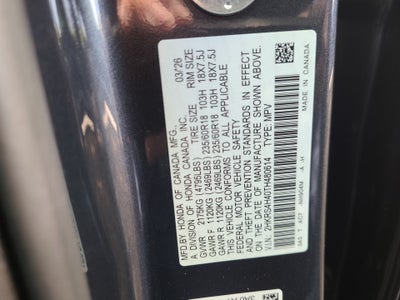 MFD BY HONDA OF CANADA MFG. 03/26
A DIVISION OF HONDA CANADA INC. TIRE SIZE RIM SIZE
GVWR 2175KG (4795LBS)
GAWR F 1120KG (2469LBS) 235/60R18 103H 18X7.5J
GAWR R 1120KG (2469LBS) 235/60R18 103H 18X7.5J
THIS VEHICLE CONFORMS TO ALL APPLICABLE
FEDERAL MOTOR VEHICLE SAFETY
AND THEFT PREVENTION STANDARDS IN EFFECT
ON THE DATE OF MANUFACTURE SHOWN ABOVE.
V.I.N. TYPE: MPV
MADE IN CANADA